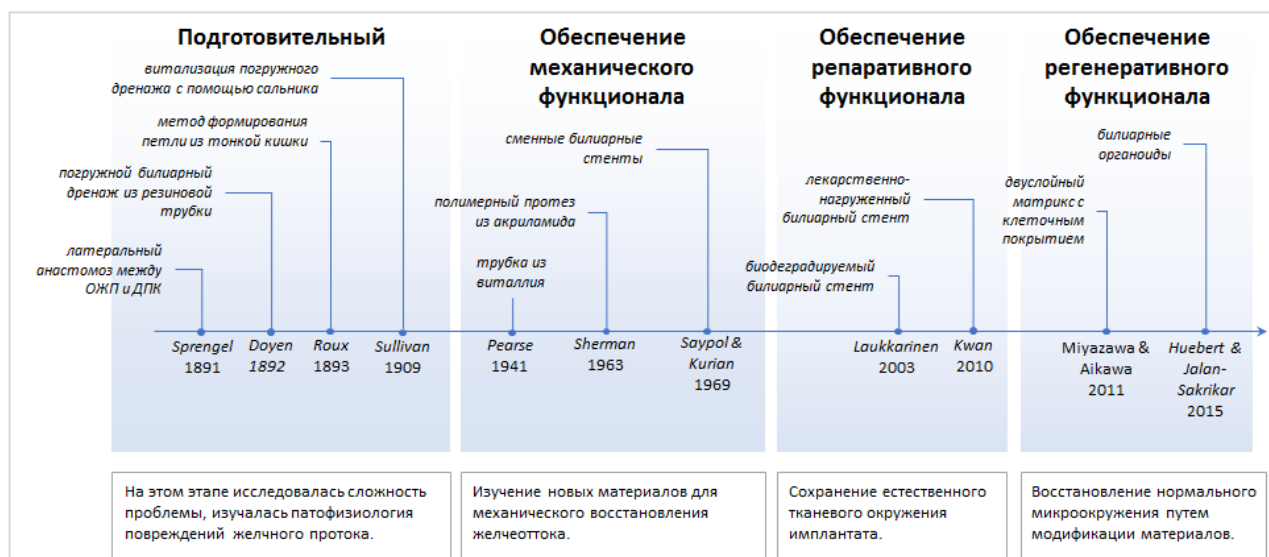 Подготовительный
витализация погружного
дренажа с помощью сальника
метод формирования
петли из тонкой кишки
погружной билиарный
дренаж из резиновой
трубки
латеральный
анастомоз между
ОЖП и ДПК
Sprengel
1891
Doyen
1892
Roux
1893
Sullivan
1909
На этом этапе исследовалась сложность
проблемы, изучалась патофизиология
повреждений желчного протока.
Обеспечение
механического
функционала
сменные билиарные
стенты
полимерный протез
из акриламида
трубка из
виталлия
Pearse
1941
Sherman
1963
Saypol &
Kurian
1969
Изучение новых материалов для
механического восстановления
желчеоттока.
Обеспечение
репаративного
функционала
лекарственно-
нагруженный
билиарный стент
биодеградируемый
билиарный стент
Laukkarinen
2003
Kwan
2010
Сохранение естественного
тканевого окружения
имплантата.
Обеспечение
регенеративного
функционала
билиарные
органоиды
двуслойный
матрикс с
клеточным
покрытием
Miyazawa &
Aikawa
2011
Huebert &
Jalan-
Sakrikar
2015
Восстановление нормального
микроокружения путем
модификации материалов.